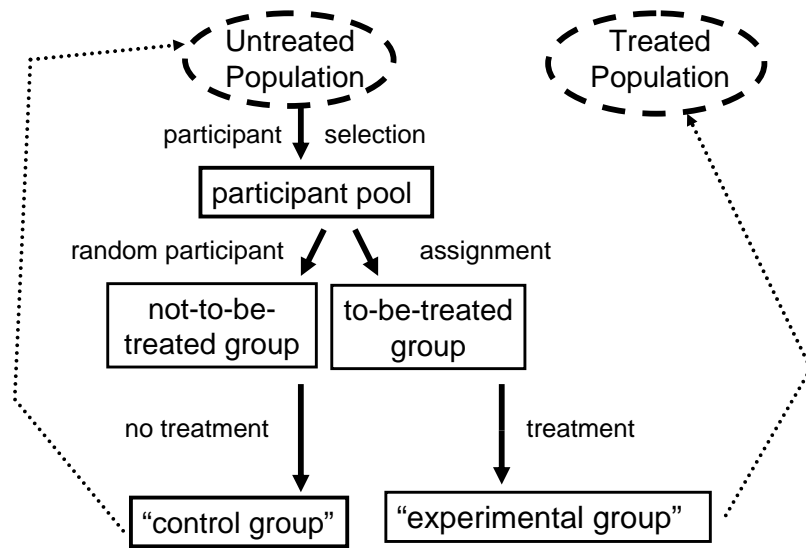 Untreated
Population
Treated
Population
participant selection
participant pool
random participant assignment
not-to-be-
treated group
to-be-treated
group
no treatment treatment
“control group” “experimental group”